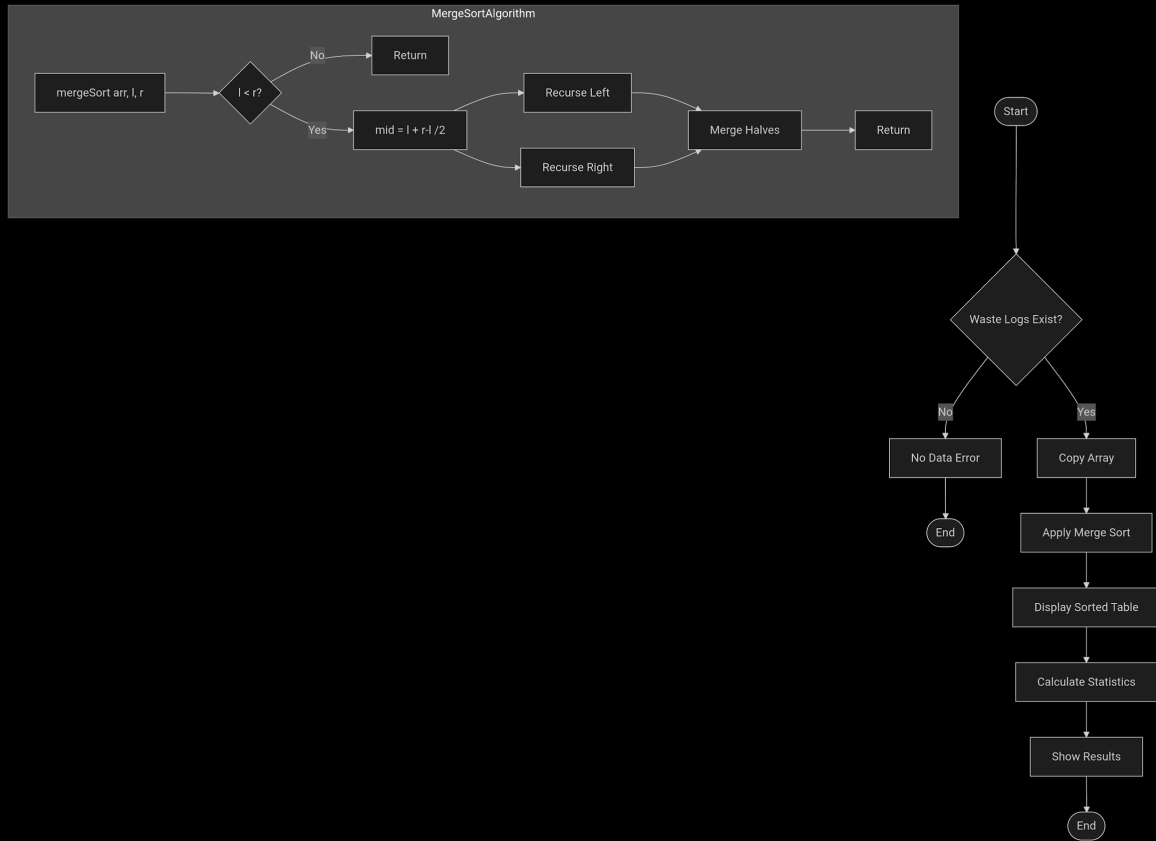 MergeSortAlgorithm
mergeSort arr, l, r
l < r?
No
Return
Yes
mid = l + r-l /2
Recurse Left
Recurse Right
Merge Halves
Return
Start
Waste Logs Exist?
No
Yes
No Data Error
Copy Array
End
Apply Merge Sort
Display Sorted Table
Calculate Statistics
Show Results
End